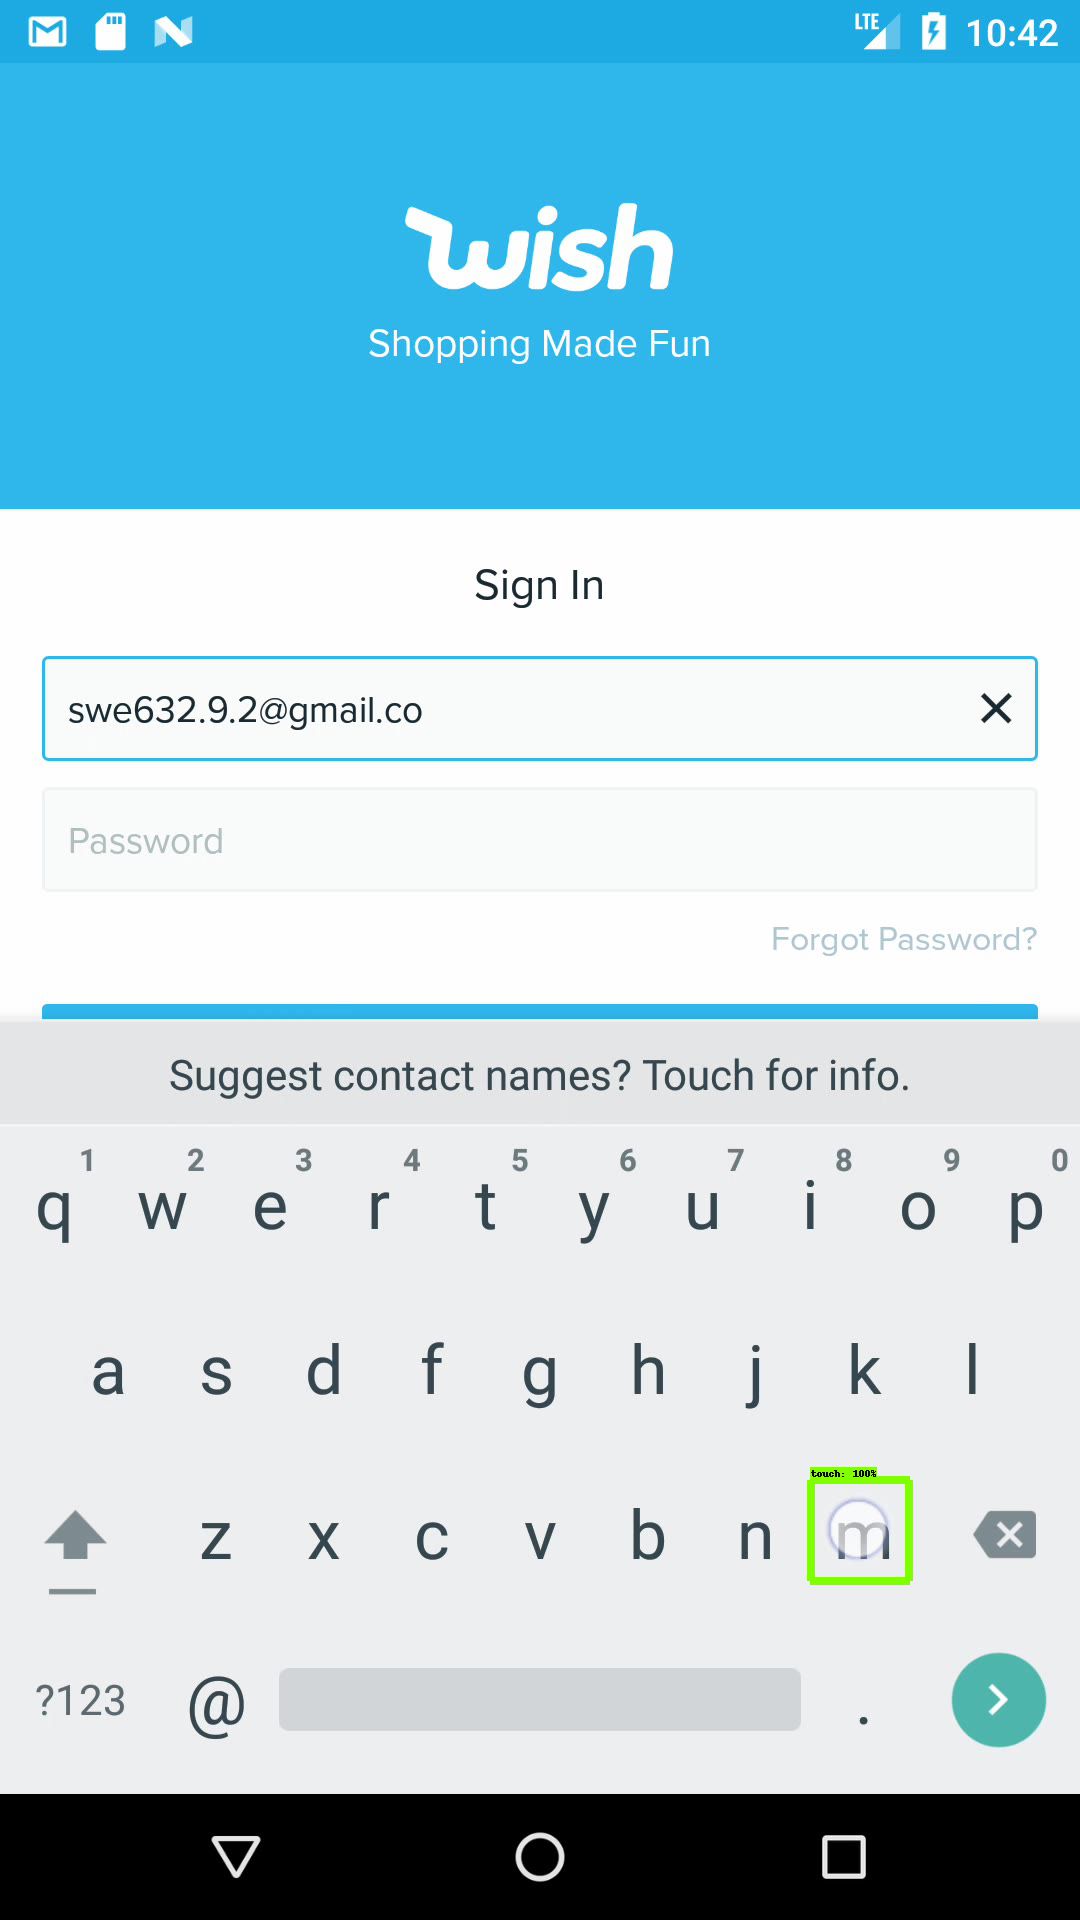 LTE 10:42
wish
Shopping Made Fun
Sign In
swe632.9.2@gmail.co
Password
Forgot Password?
Suggest contact names? Touch for info.
1 2 3 4 5 6 7 8 9 0
q w e r t y u i o p
a s d f g h j k l
touch: 100%
z x c v b n m
?123 @ .